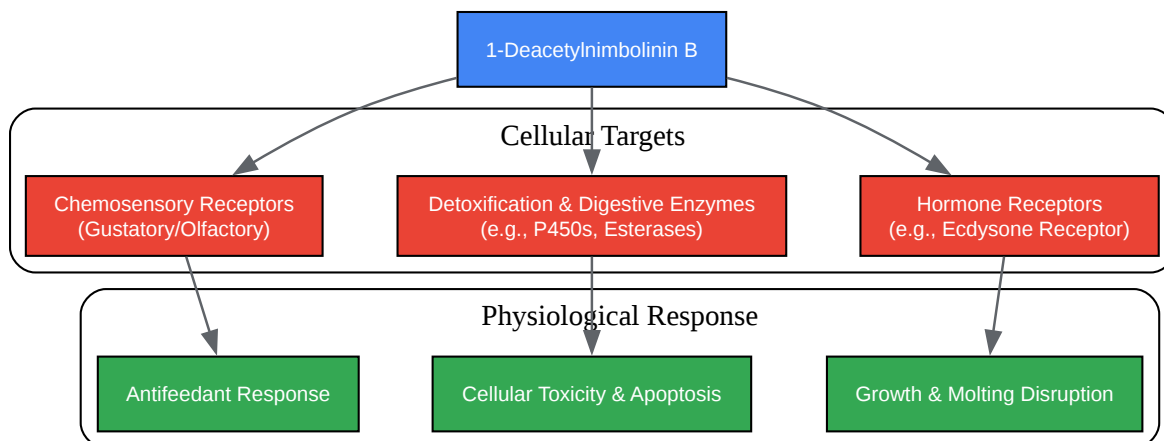 1-Deacetylnimbolinin B
Cellular Targets
Chemosensory Receptors
(Gustatory/Olfactory)
Detoxification & Digestive Enzymes
(e.g., P450s, Esterases)
Hormone Receptors
(e.g., Ecdysone Receptor)
Physiological Response
Antifeedant Response
Cellular Toxicity & Apoptosis
Growth & Molting Disruption